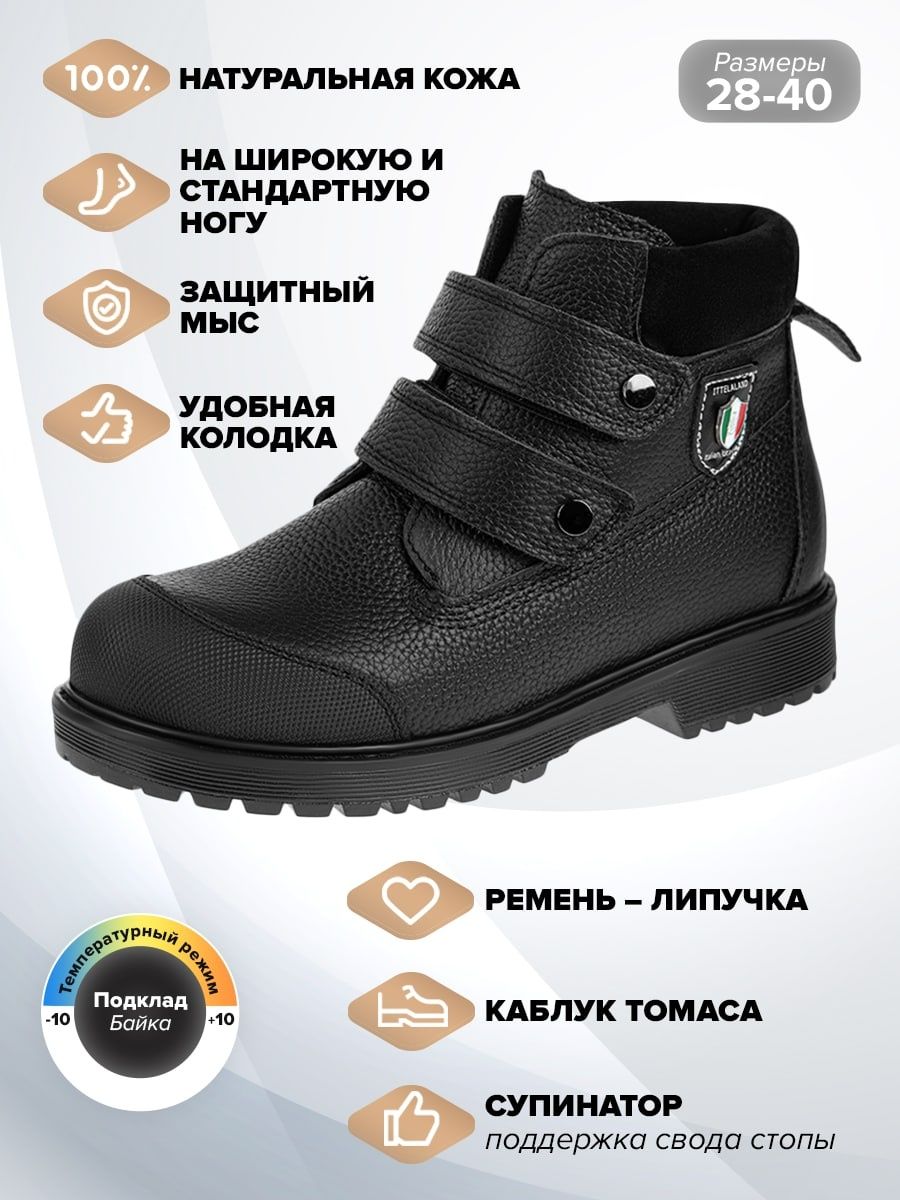 100%
НАТУРАЛЬНАЯ КОЖА
Размеры
28-40
НА ШИРОКУЮ И
СТАНДАРТНУЮ
НОГУ
ЗАЩИТНЫЙ
МЫС
УДОБНАЯ
КОЛОДКА
ITTELALAND
РЕМЕНЬ – ЛИПУЧКА
Температурный режим
Подклад
Байка
-10
+10
КАБЛУК ТОМАСА
СУПИНАТОР
поддержка свода стопы